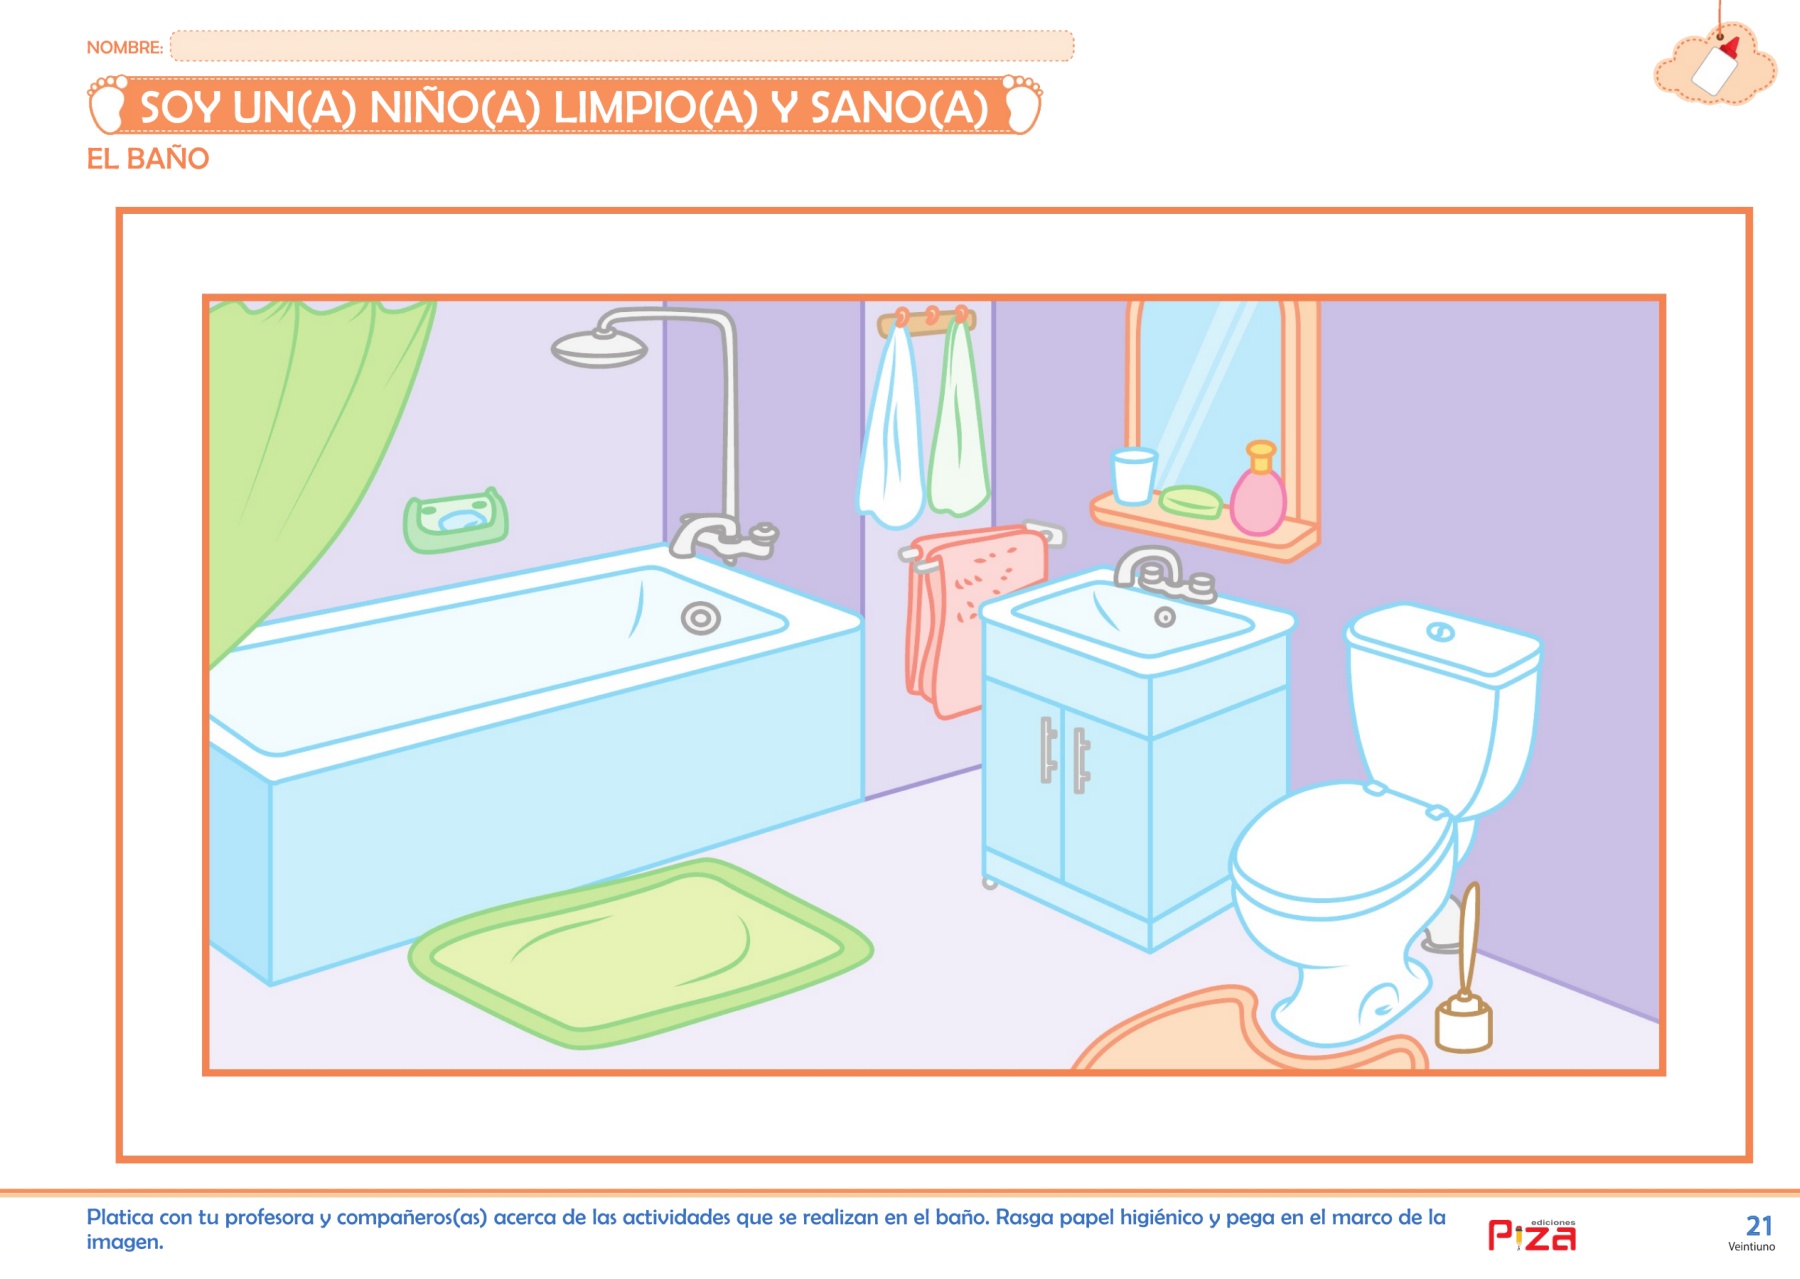 NOMBRE:
SOY UN(A) NIÑO(A) LIMPIO(A) Y SANO(A)
EL BAÑO
Platica con tu profesora y compañeros(as) acerca de las actividades que se realizan en el baño. Rasga papel higiénico y pega en el marco de la
imagen.
ediciones
Piza
21
Veintiuno